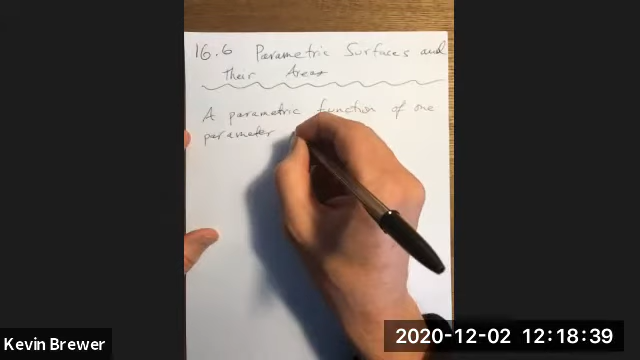 16.6 Parametric Surfaces and
Their Areas
A parametric function of one
parameter
Kevin Brewer
2020-12-02 12:18:39